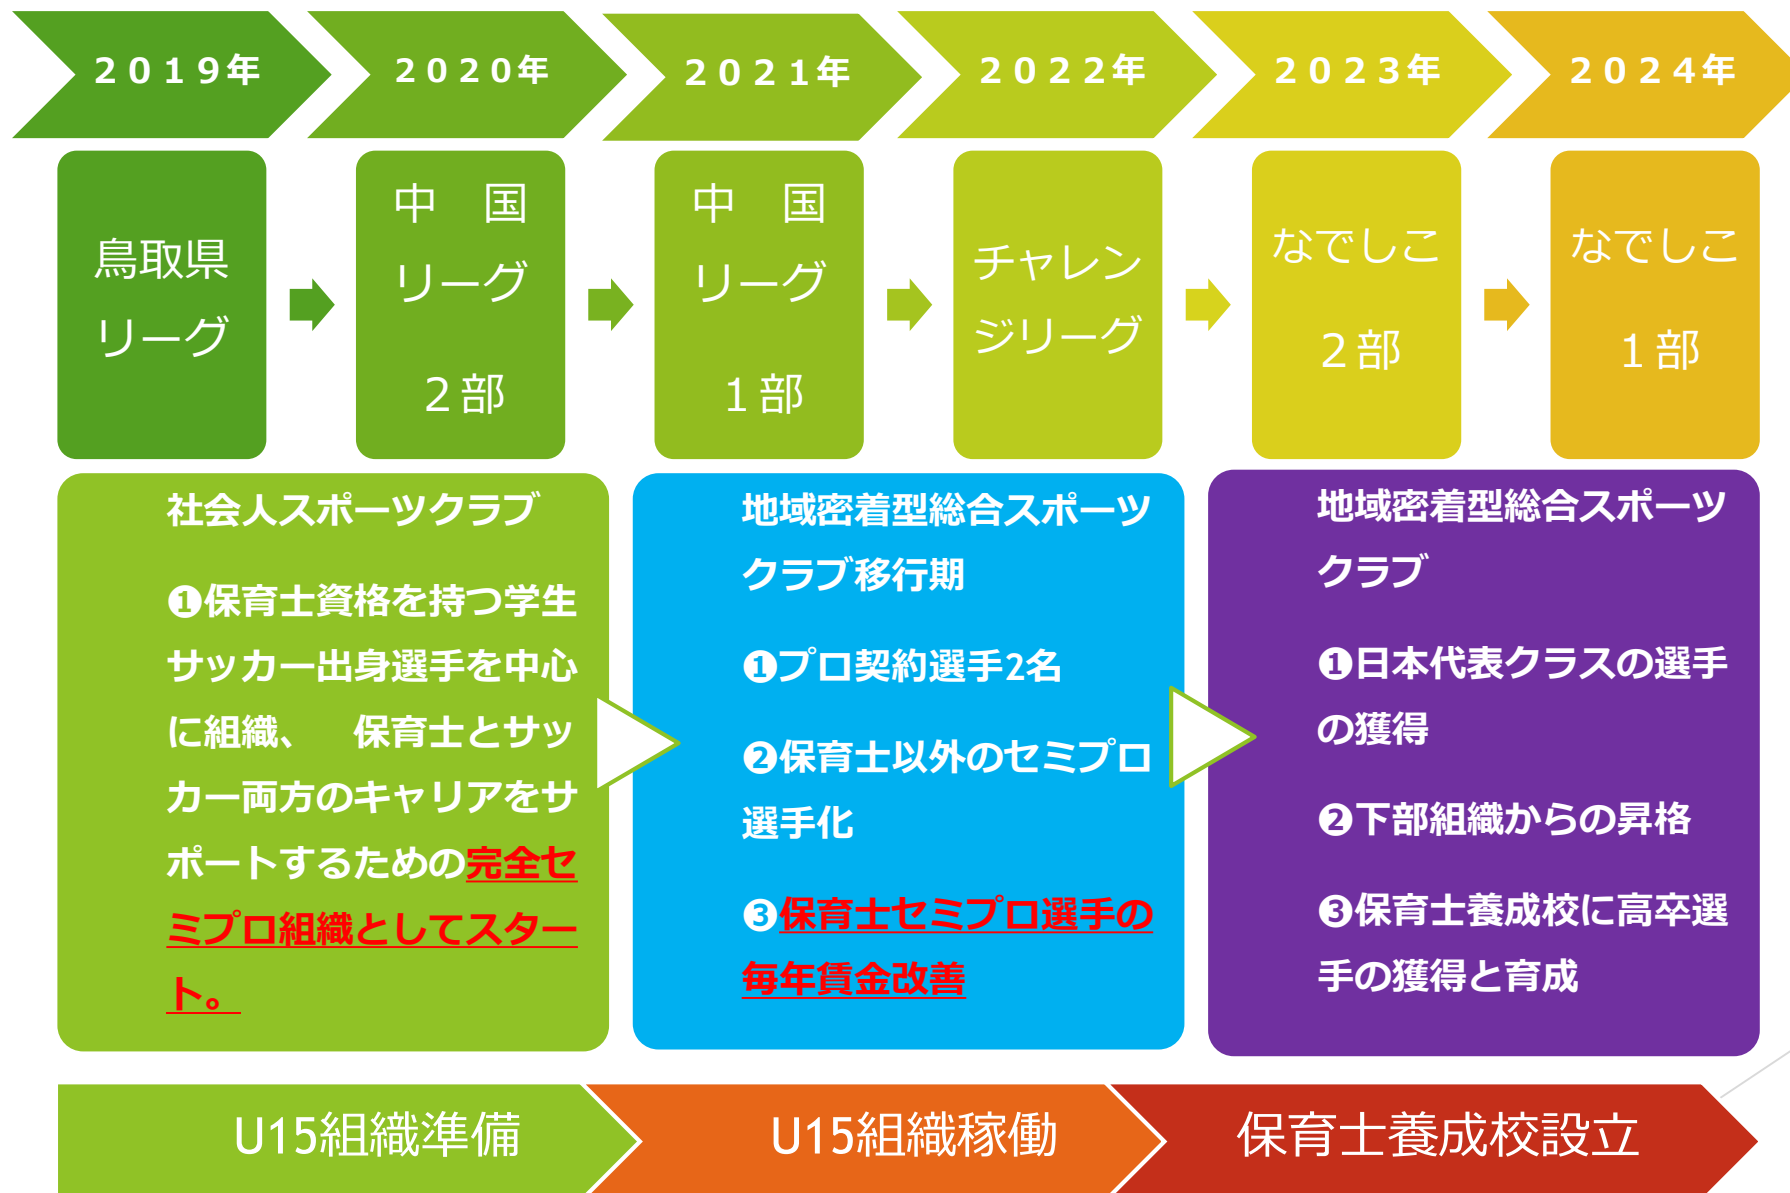 ２０１９年
２０２０年
２０２１年
２０２２年
２０２３年
２０２４年
鳥取県
リーグ
中　国
リーグ
２部
中　国
リーグ
１部
チャレン
ジリーグ
なでしこ
２部
なでしこ
１部
社会人スポーツクラブ
❶保育士資格を持つ学生
サッカー出身選手を中心
に組織、　保育士とサッ
カー両方のキャリアをサ
ポートするための完全セ
ミプロ組織としてスター
ト。
地域密着型総合スポーツ
クラブ移行期
❶プロ契約選手2名
❷保育士以外のセミプロ
選手化
❸保育士セミプロ選手の
毎年賃金改善
地域密着型総合スポーツ
クラブ
❶日本代表クラスの選手
の獲得
❷下部組織からの昇格
❸保育士養成校に高卒選
手の獲得と育成
U15組織準備
U15組織稼働
保育士養成校設立